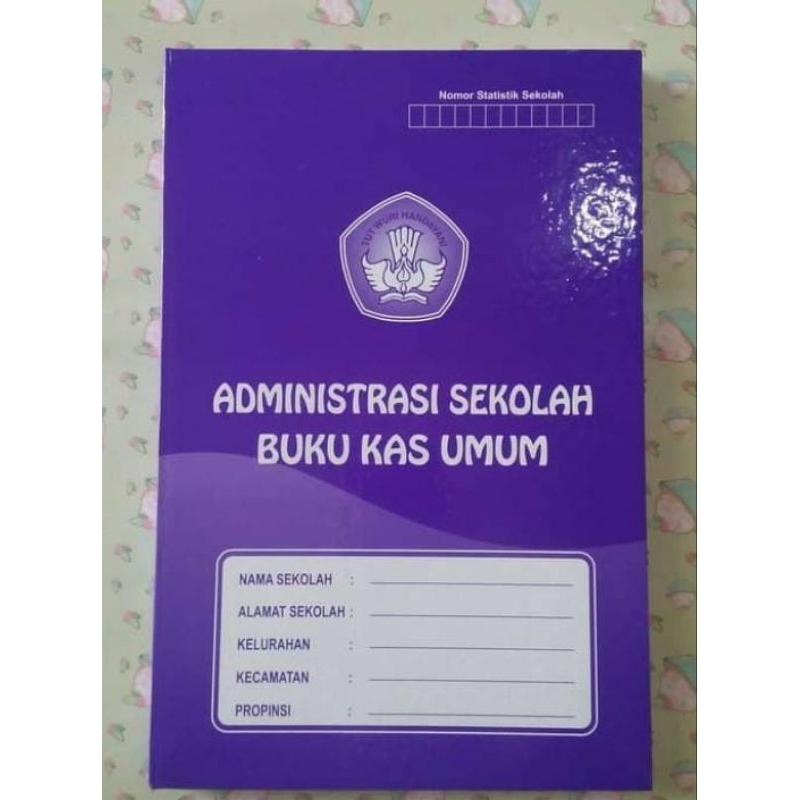 Nomor Statistik Sekolah
TUT WURI HANDAYANI
ADMINISTRASI SEKOLAH
BUKU KAS UMUM
NAMA SEKOLAH :
ALAMAT SEKOLAH :
KELURAHAN :
KECAMATAN :
PROPINSI :